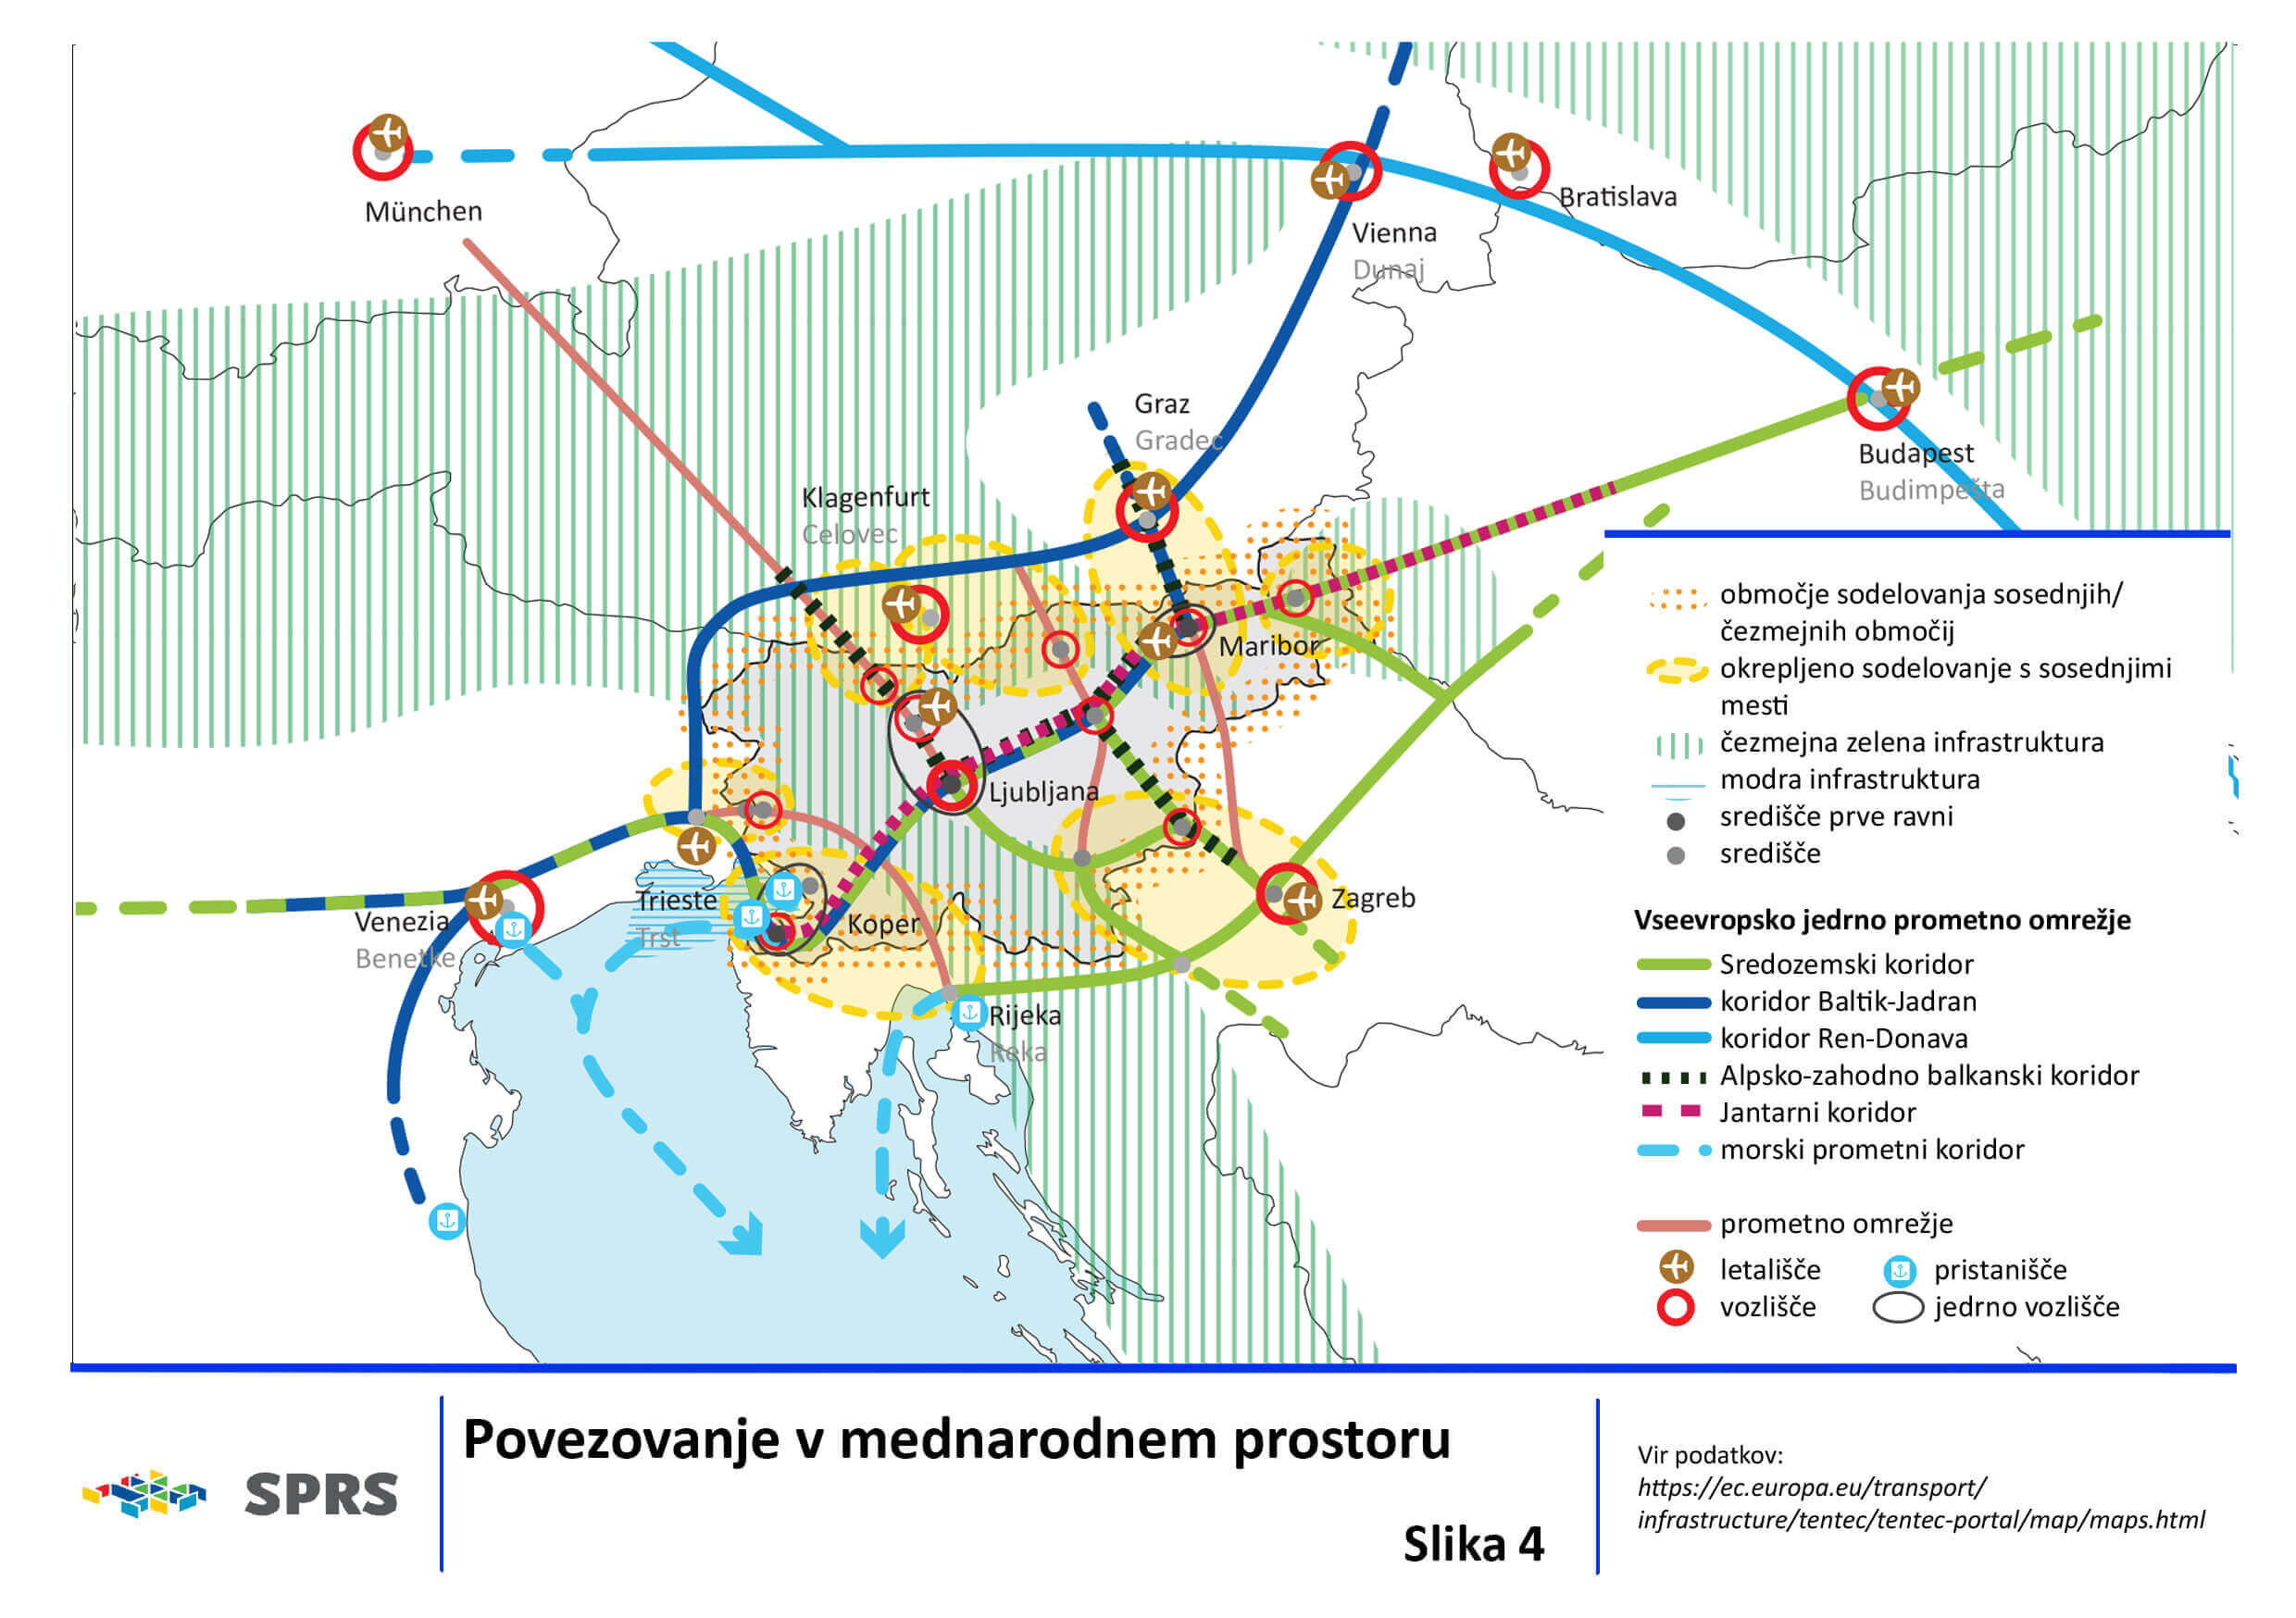 München
Bratislava
Vienna
Dunaj
Graz
Gradec
Budapest
Budimpešta
Klagenfurt
Celovec
Maribor
Ljubljana
Zagreb
Trieste
Trst
Koper
Venezia
Benetke
Rijeka
Reka
območje sodelovanja sosednjih/
čezmejnih območij
okrepljeno sodelovanje s sosednjimi
mesti
čezmejna zelena infrastruktura
modra infrastruktura
središče prve ravni
središče
Vseevropsko jedrno prometno omrežje
Sredozemski koridor
koridor Baltik-Jadran
koridor Ren-Donava
Alpsko-zahodno balkanski koridor
Jantarni koridor
morski prometni koridor
prometno omrežje
letališče
pristanišče
vozlišče
jedrno vozlišče
SPRS
Povezovanje v mednarodnem prostoru
Slika 4
Vir podatkov:
https://ec.europa.eu/transport/
infrastructure/tentec/tentec-portal/map/maps.html